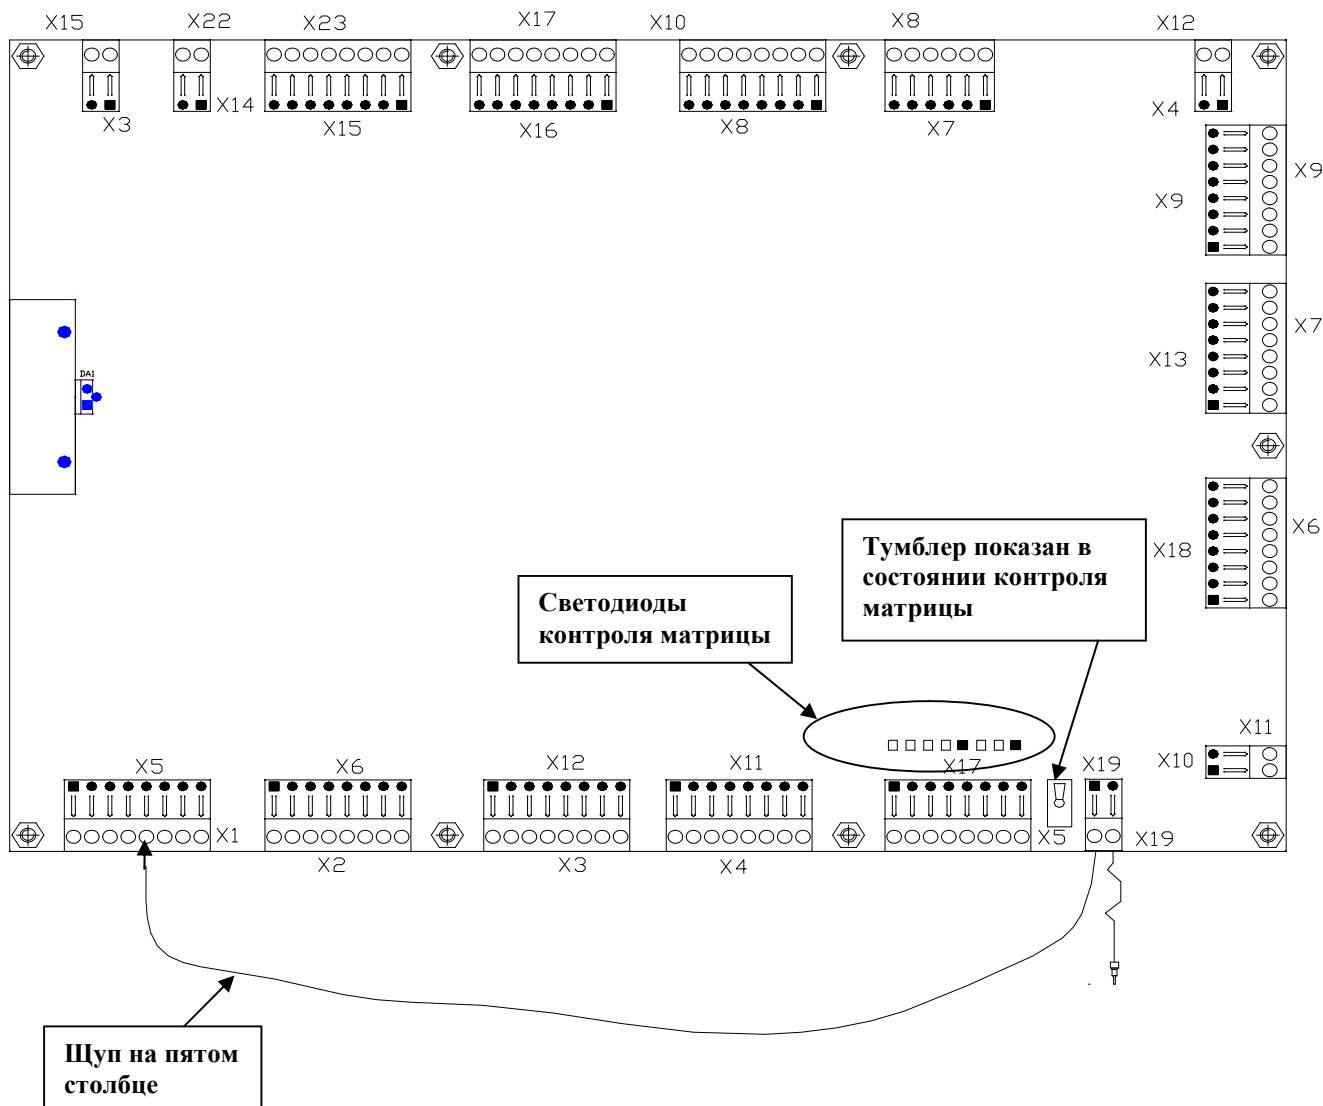 X15 X22 X23 X17 X10 X8 X12
X3 X14 X15 X16 X8 X7 X4
X9
X9
X7
X13
DA1
X6
X18
Тумблер показан в
состоянии контроля
матрицы
Светодиоды
контроля матрицы
X11
X10
X5 X6 X12 X11 X17 X19
X1 X2 X3 X4 X5 X19
Щуп на пятом
столбце